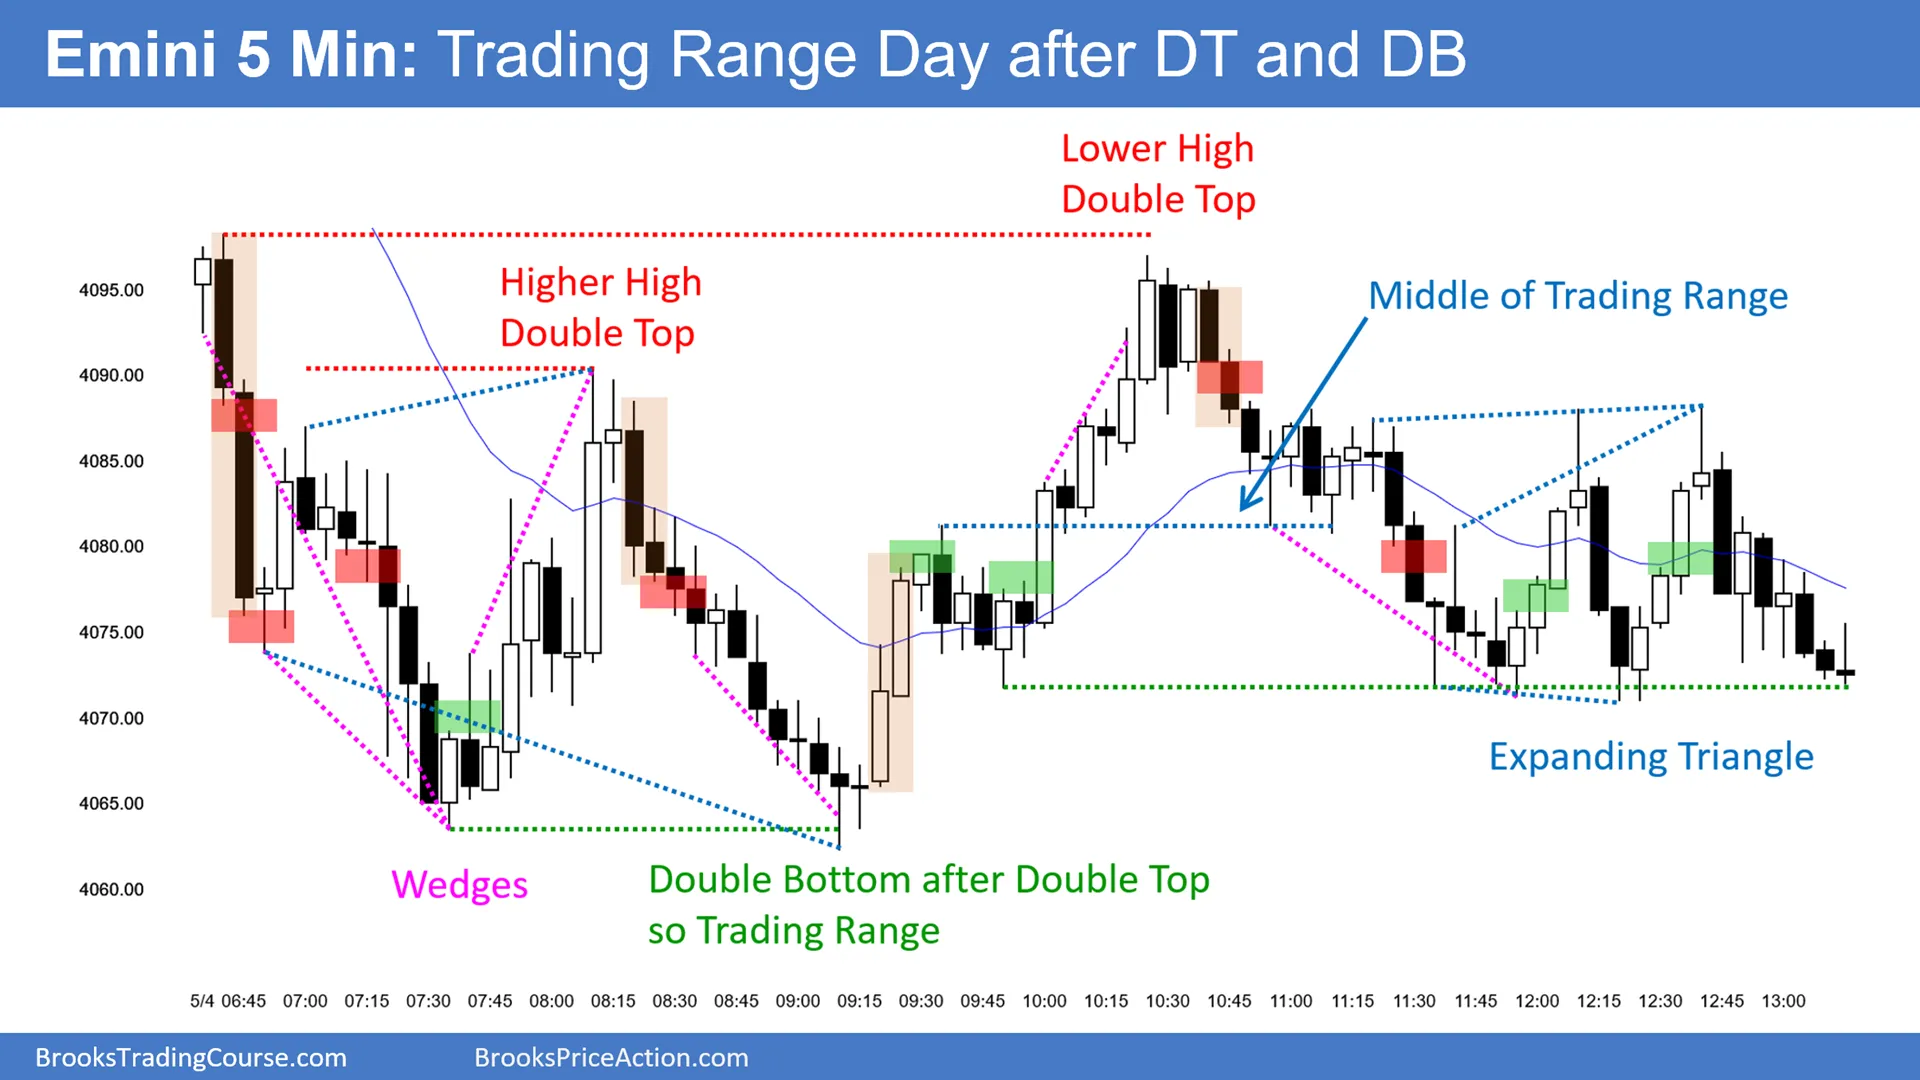 Emini 5 Min: Trading Range Day after DT and DB
Lower High
Double Top
Higher High
Double Top
Middle of Trading Range
4095.00
4090.00
4085.00
4080.00
4075.00
4070.00
4065.00
4060.00
Expanding Triangle
Wedges
Double Bottom after Double Top
so Trading Range
5/4 06:45 07:00 07:15 07:30 07:45 08:00 08:15 08:30 08:45 09:00 09:15 09:30 09:45 10:00 10:15 10:30 10:45 11:00 11:15 11:30 11:45 12:00 12:15 12:30 12:45 13:00
BrooksTradingCourse.com BrooksPriceAction.com